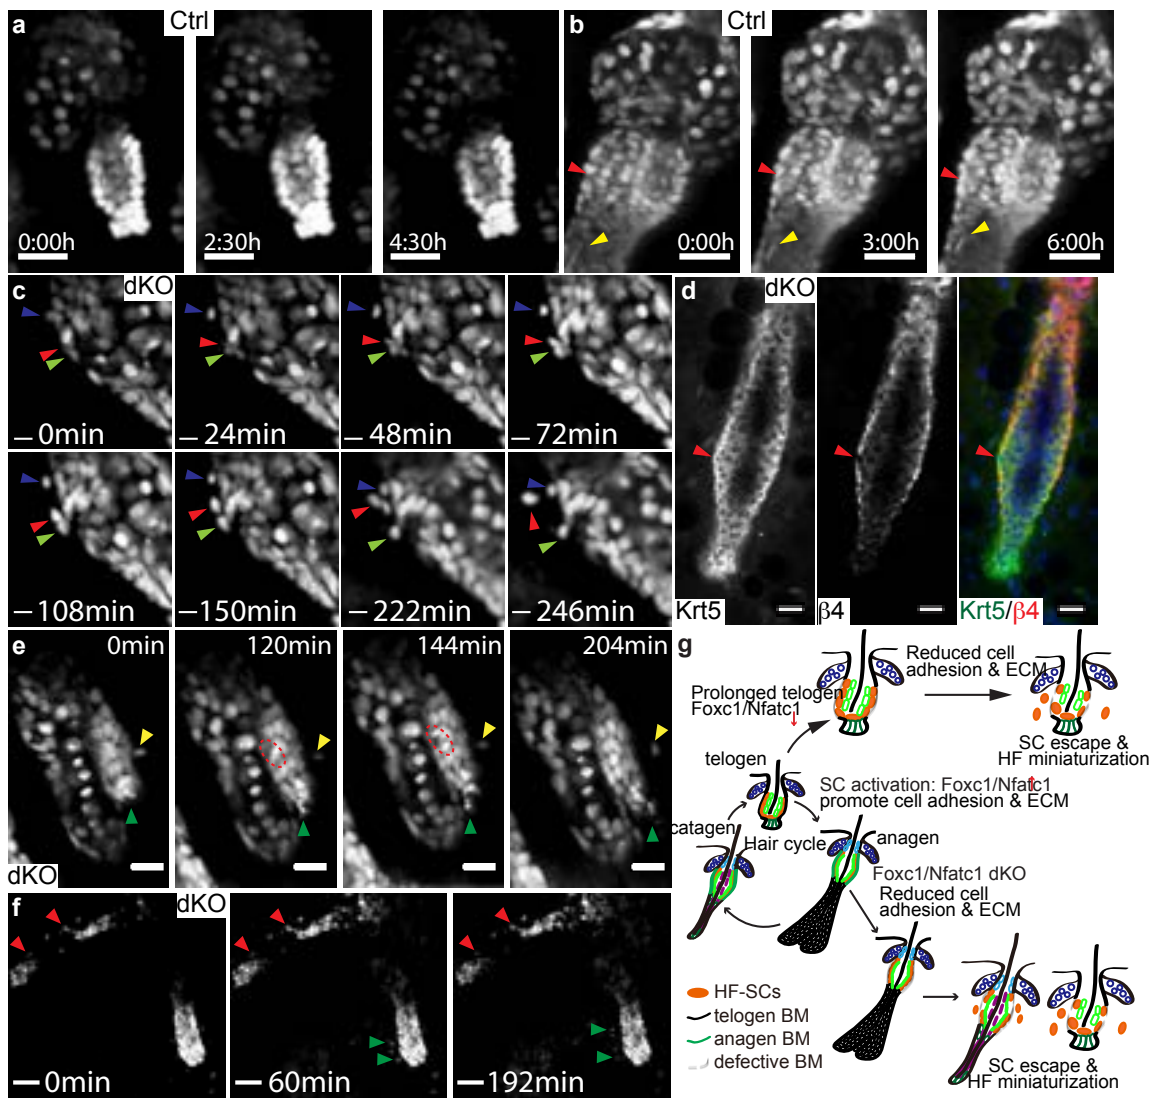 a
Ctrl
0:00h
2:30h
4:30h
b
Ctrl
0:00h
3:00h
6:00h
c
dKO
0min
24min
48min
72min
108min
150min
222min
246min
d
dKO
Krt5
β4
Krt5/β4
e
0min
120min
144min
204min
dKO
f
dKO
0min
60min
192min
g
Reduced cell
adhesion & ECM
Prolonged telogen
Foxc1/Nfatc1↓
SC escape &
HF miniaturization
telogen
SC activation: Foxc1/Nfatc1↑
promote cell adhesion & ECM
catagen
Hair cycle
anagen
Foxc1/Nfatc1 dKO
Reduced cell
adhesion & ECM
HF-SCs
telogen BM
anagen BM
defective BM
SC escape &
HF miniaturization